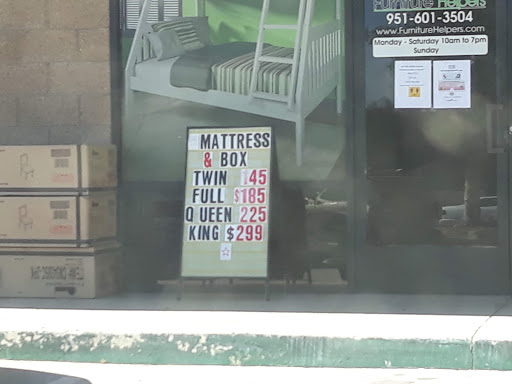 Furniture Helpers
951-601-3504
www.FurnitureHelpers.com
Monday - Saturday 10am to 7pm
Sunday
MATTRESS
& BOX
TWIN 145
FULL $185
QUEEN 225
KING $299